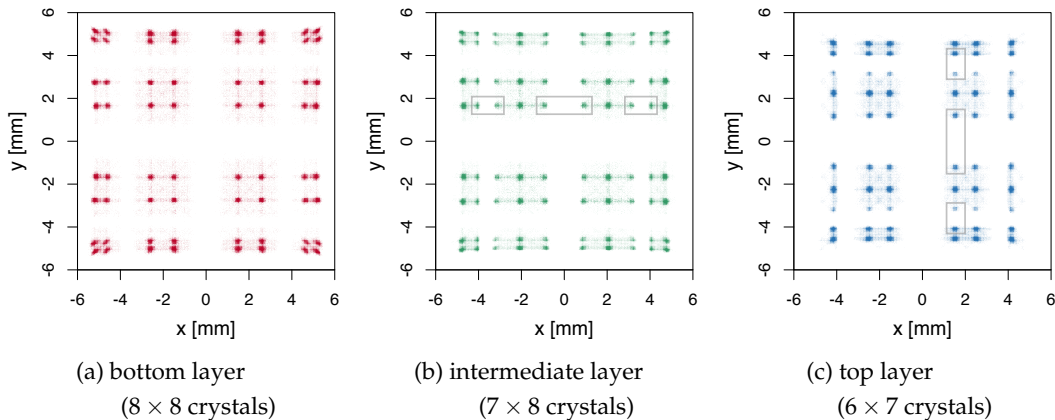 6
4
2
0
-2
-4
-6
y [mm]
-6 -4 -2 0 2 4 6
x [mm]
(a) bottom layer
(8 × 8 crystals)
6
4
2
0
-2
-4
-6
y [mm]
-6 -4 -2 0 2 4 6
x [mm]
(b) intermediate layer
(7 × 8 crystals)
6
4
2
0
-2
-4
-6
y [mm]
-6 -4 -2 0 2 4 6
x [mm]
(c) top layer
(6 × 7 crystals)